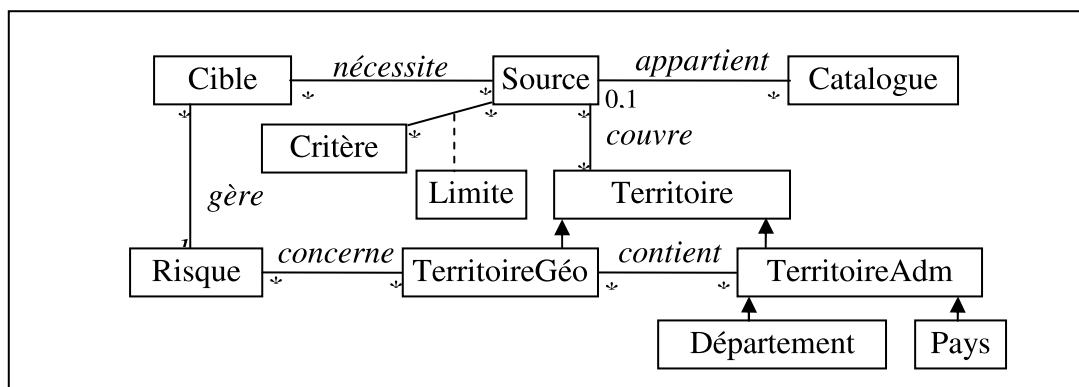 Cible
nécessite
Source
appartient
Catalogue
*
*
0.1
*
*
*
*
*
couvre
Critère
*
Limite
Territoire
gère
1
Risque
concerne
TerritoireGéo
contient
TerritoireAdm
*
*
*
*
Département
Pays